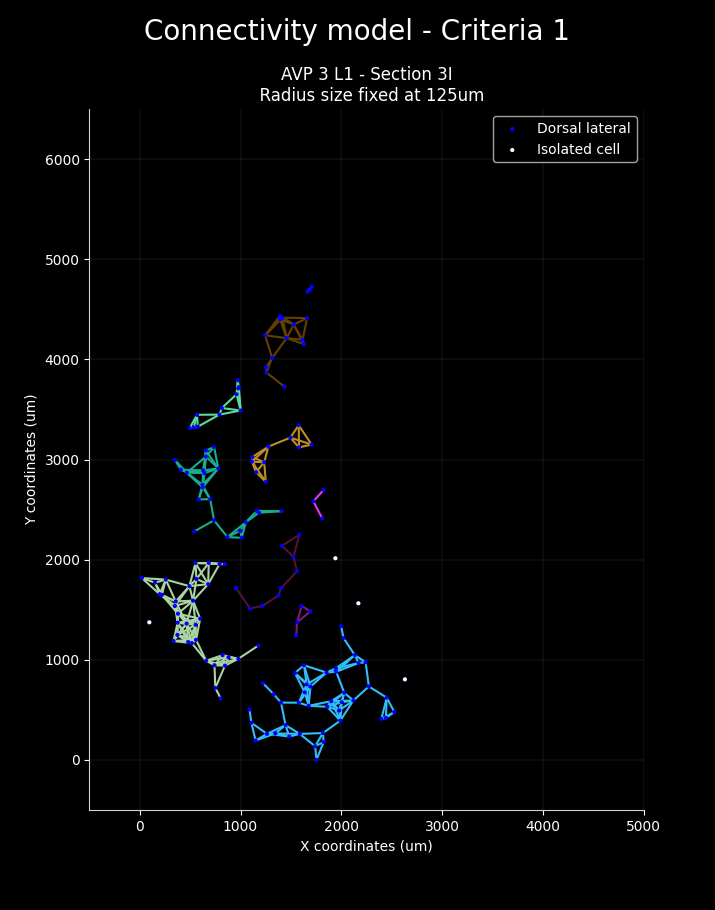 Connectivity model - Criteria 1
AVP 3 L1 - Section 3I
Radius size fixed at 125um
Dorsal lateral
Isolated cell
6000
5000
4000
3000
2000
1000
0
Y coordinates (um)
0 1000 2000 3000 4000 5000
X coordinates (um)